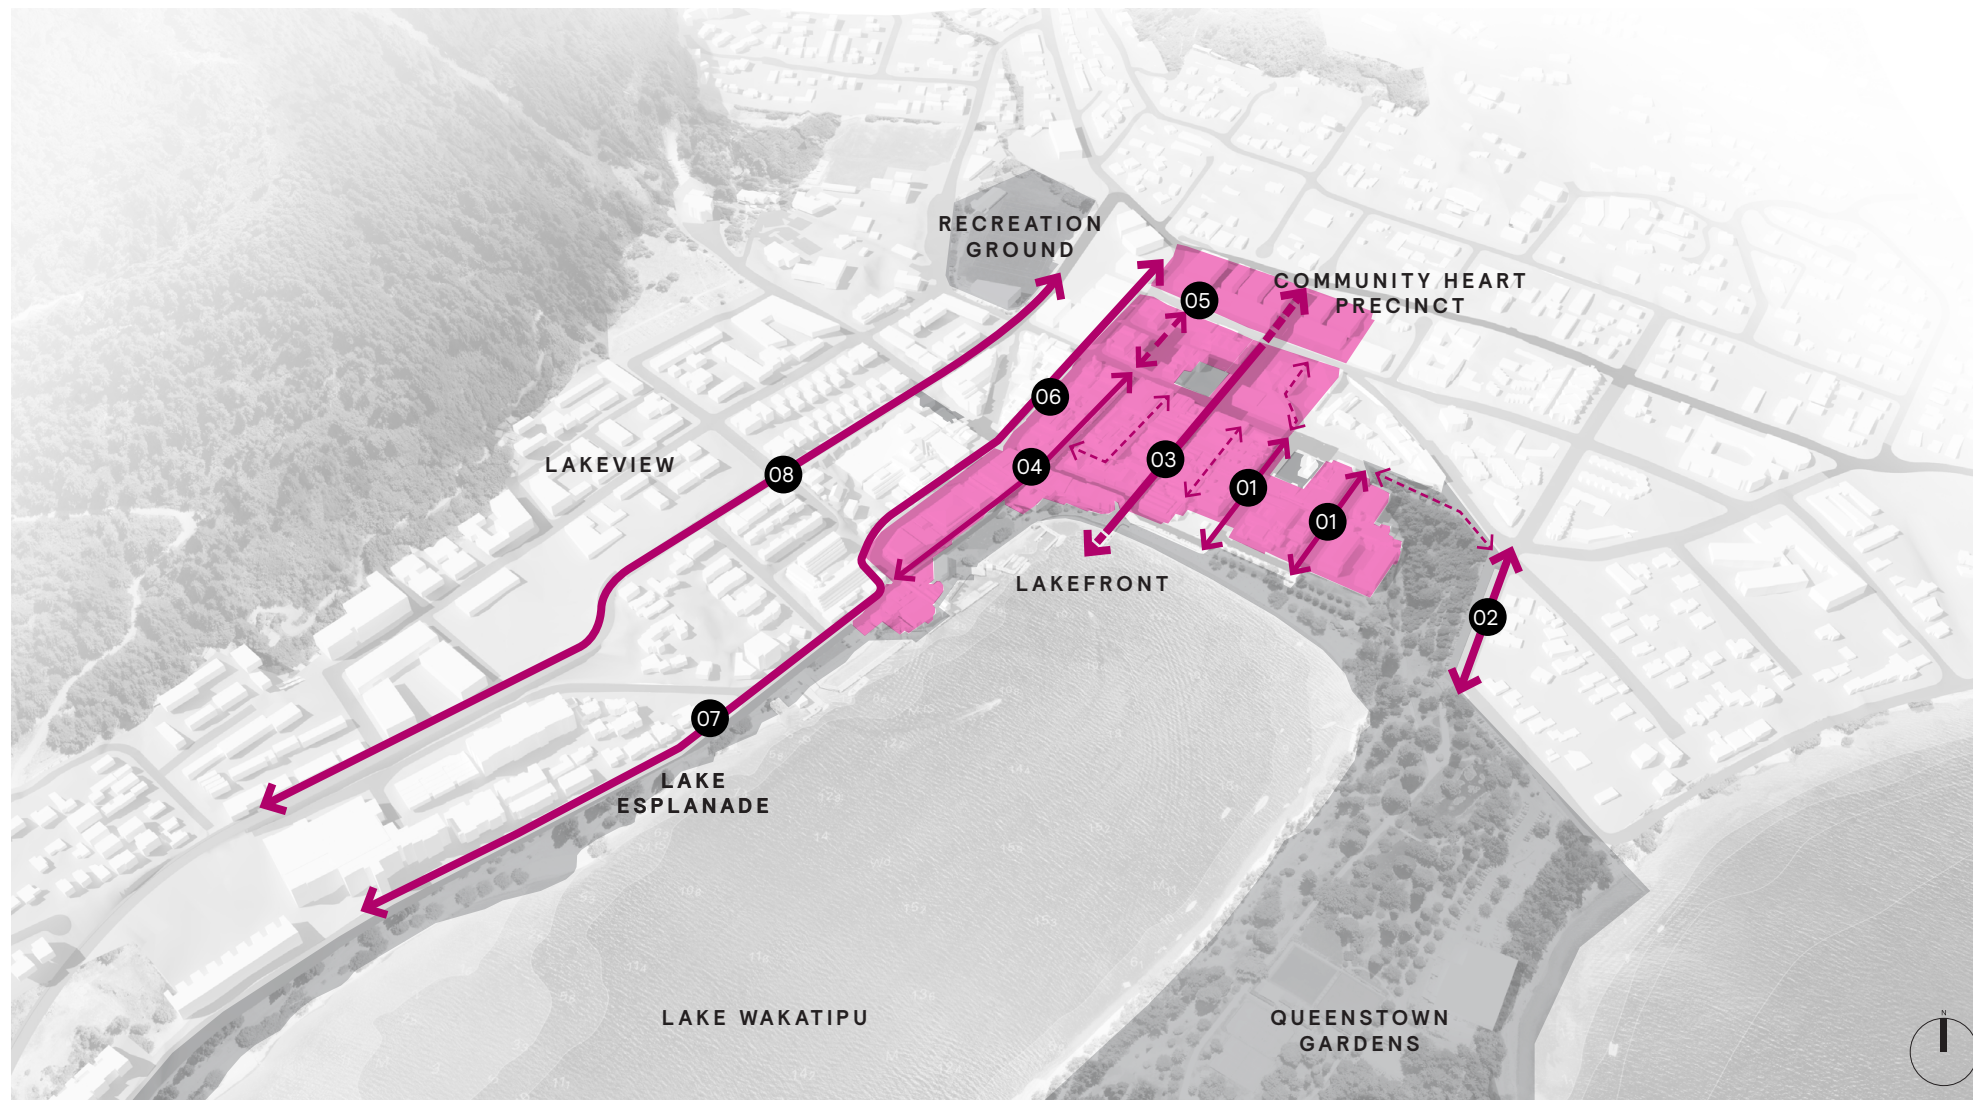 RECREATION
GROUND
COMMUNITY HEART
PRECINCT
05
06
LAKEVIEW
08
04
03
01
01
LAKEFRONT
02
07
LAKE
ESPLANADE
LAKE WAKATIPU
QUEENSTOWN
GARDENS
N